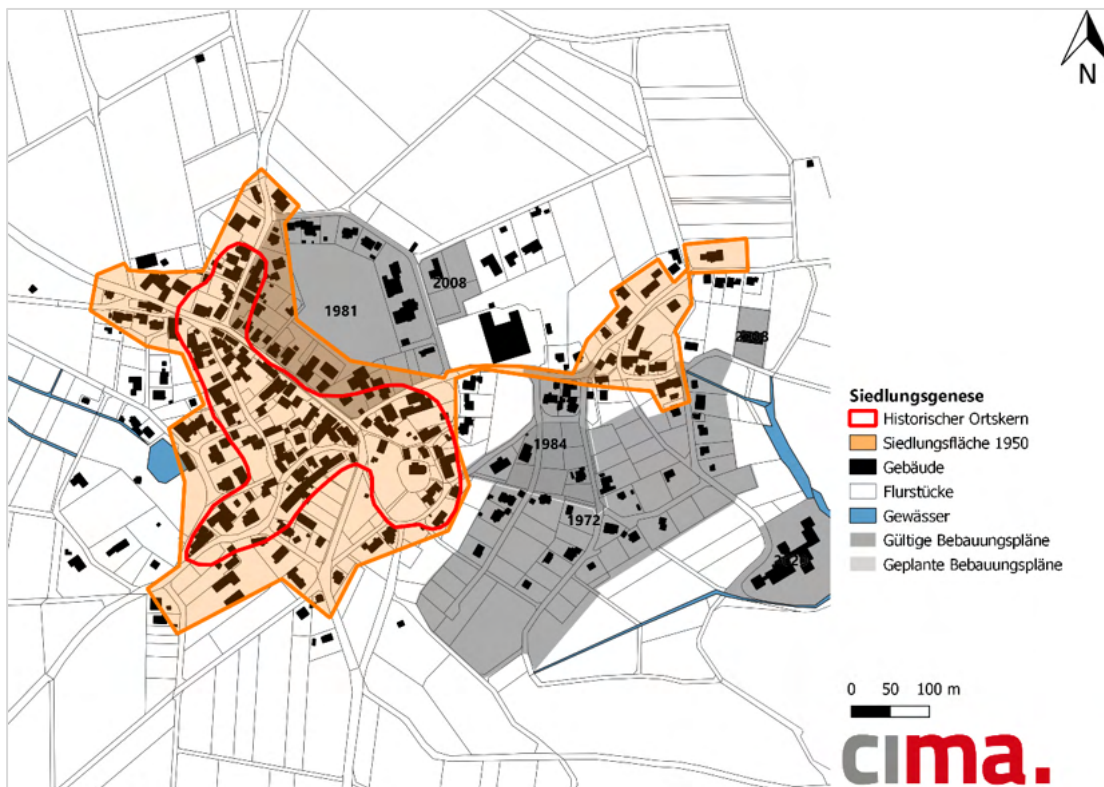 N
1981
2008
1984
1972
Siedlungsgenese
Historischer Ortskern
Siedlungsfläche 1950
Gebäude
Flurstücke
Gewässer
Gültige Bebauungspläne
Geplante Bebauungspläne
0 50 100 m
cima.